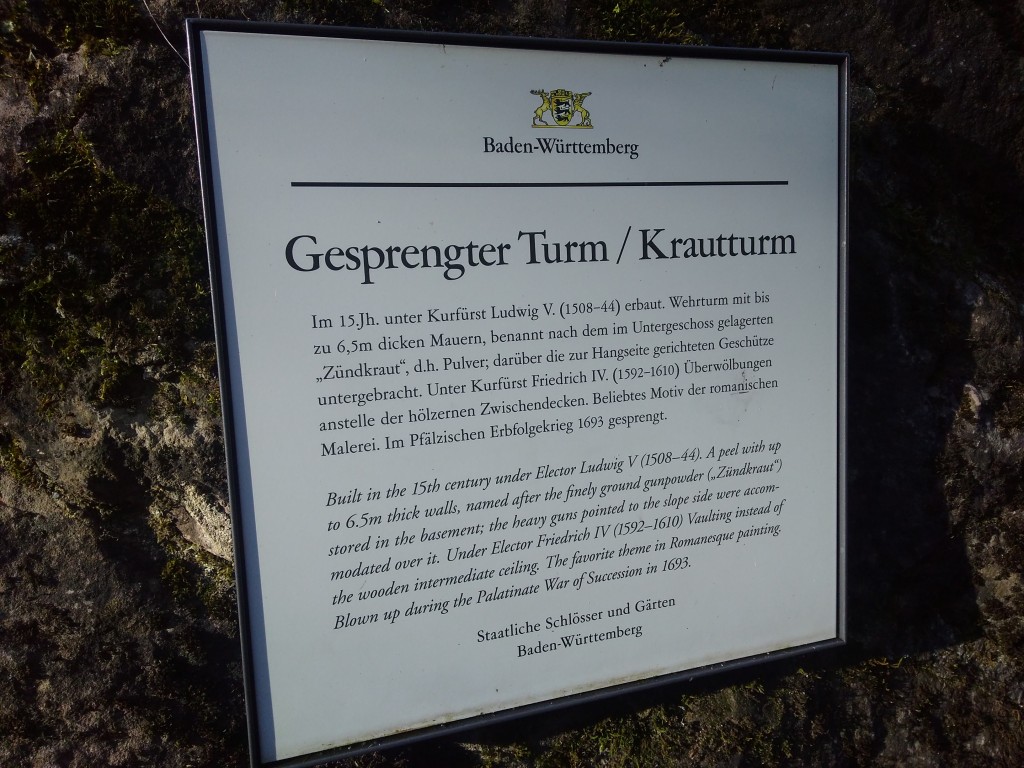 Baden-Württemberg
Gesprengter Turm / Krautturm
Im 15.Jh. unter Kurfürst Ludwig V. (1508–44) erbaut. Wehrturm mit bis
zu 6,5m dicken Mauern, benannt nach dem im Untergeschoss gelagerten
„Zündkraut“, d.h. Pulver; darüber die zur Hangseite gerichteten Geschütze
untergebracht. Unter Kurfürst Friedrich IV. (1592–1610) Überwölbungen
anstelle der hölzernen Zwischendecken. Beliebtes Motiv der romanischen
Malerei. Im Pfälzischen Erbfolgekrieg 1693 gesprengt.
Built in the 15th century under Elector Ludwig V (1508–44). A peel with up
to 6.5m thick walls, named after the finely ground gunpowder („Zündkraut“)
stored in the basement; the heavy guns pointed to the slope side were accom-
modated over it. Under Elector Friedrich IV (1592–1610) Vaulting instead of
the wooden intermediate ceiling. The favorite theme in Romanesque painting.
Blown up during the Palatinate War of Succession in 1693.
Staatliche Schlösser und Gärten
Baden-Württemberg